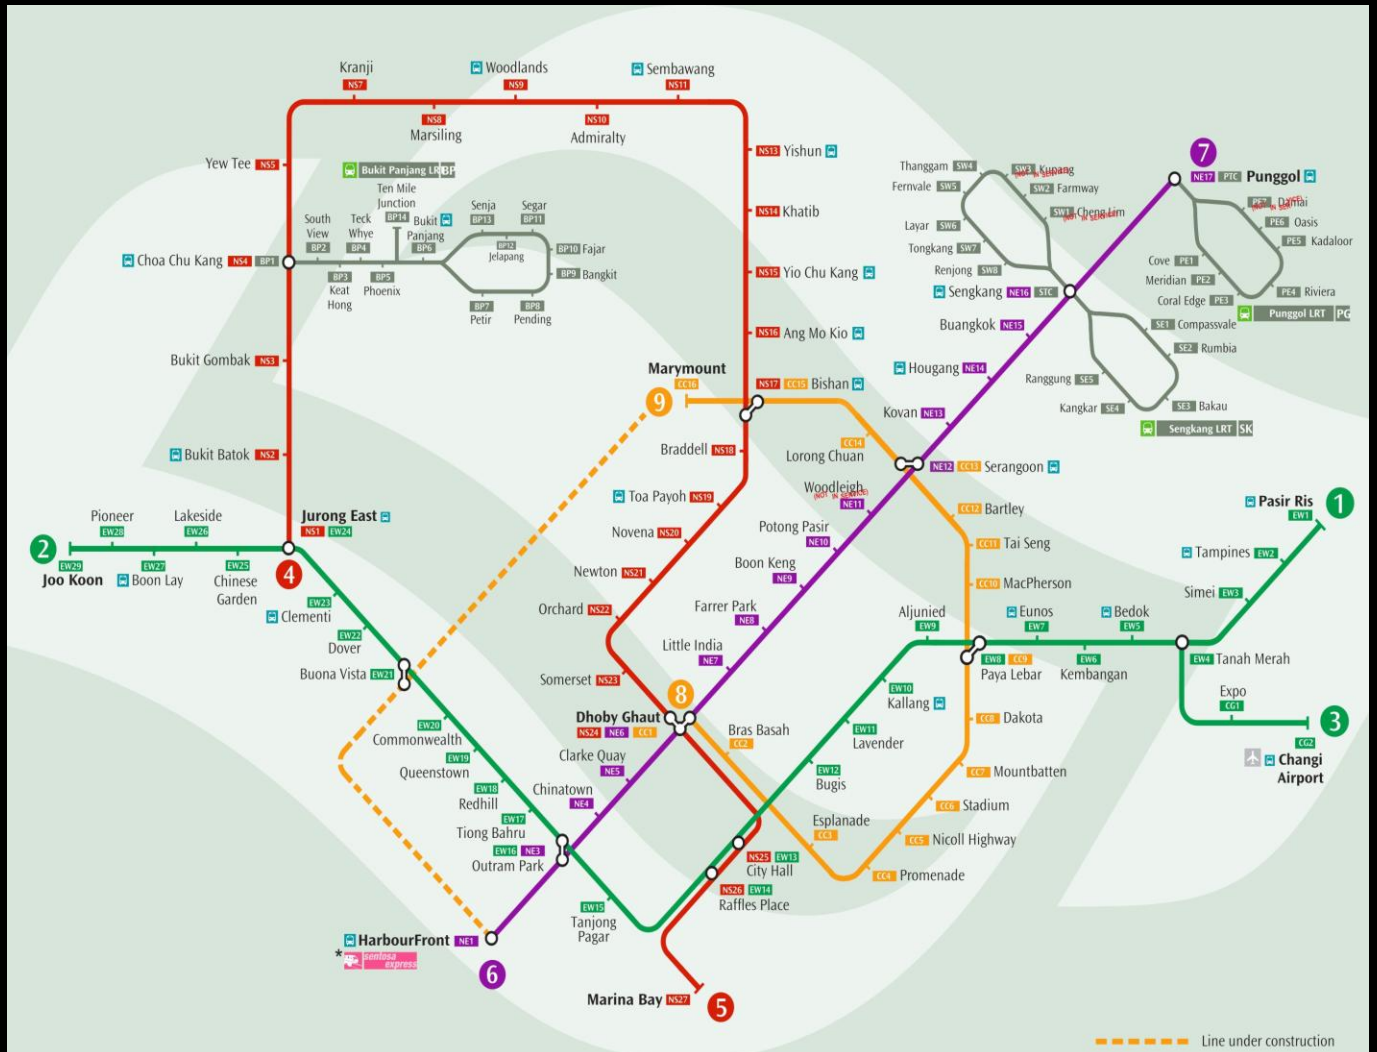 Kranji
NS7
Woodlands
NS9
Sembawang
NS11
NS8
Marsiling
NS10
Admiralty
Yew Tee NS5
NS13 Yishun
NS14 Khatib
NS15 Yio Chu Kang
NS16 Ang Mo Kio
Bukit Panjang LRT BP
Ten Mile
Junction
BP14
South
View
BP2
Teck
Whye
BP4
Bukit
Panjang
BP6
Senja
BP13
Segar
BP11
BP12
Jelapang
BP10 Fajar
BP9 Bangkit
Choa Chu Kang NS4 BP1
BP3
Keat
Hong
BP5
Phoenix
BP7
Petir
BP8
Pending
Bukit Gombak NS3
Bukit Batok NS2
Thanggam SW4
SW3 Kupang
(NOT IN SERVICE)
Fernvale SW5
SW2 Farmway
SW1 Cheng Lim
(NOT IN SERVICE)
Layar SW6
Tongkang SW7
Renjong SW8
7
NE17 PTC Punggol
PE7 Damai
PE6 Oasis
PE5 Kadaloor
Cove PE1
Meridian PE2
Coral Edge PE3
PE4 Riviera
Punggol LRT PG
Sengkang NE16 STC
Buangkok NE15
SE1 Compassvale
SE2 Rumbia
Ranggung SE5
Kangkar SE4
SE3 Bakau
Sengkang LRT SK
Hougang NE14
Kovan NE13
Marymount
CC16
9
NS17 CC15 Bishan
Braddell NS18
CC14
Lorong Chuan
NE12 CC13 Serangoon
Woodleigh
(NOT IN SERVICE)
NE11
Toa Payoh NS19
Novena NS20
Newton NS21
Orchard NS22
Somerset NS23
Potong Pasir
NE10
Boon Keng
NE9
Farrer Park
NE8
Little India
NE7
CC12 Bartley
CC11 Tai Seng
CC10 MacPherson
Pasir Ris
EW1
1
Tampines EW2
Simei EW3
Aljunied
EW9
Eunos
EW7
Bedok
EW5
EW8 CC9
Paya Lebar
EW6
Kembangan
EW4 Tanah Merah
Expo
CG1
3
CG2
Changi
Airport
Pioneer
EW28
Lakeside
EW26
Jurong East
NS1 EW24
2
EW29
Joo Koon
EW27
Boon Lay
EW25
Chinese
Garden
4
EW23
Clementi
EW22
Dover
Buona Vista EW21
EW20
Commonwealth
EW19
Queenstown
EW18
Redhill
EW17
Tiong Bahru
EW16 NE3
Outram Park
8
Dhoby Ghaut
NS24 NE6 CC1
Clarke Quay
NE5
Chinatown
NE4
Bras Basah
CC2
EW10
Kallang
EW11
Lavender
EW12
Bugis
Esplanade
CC3
CC8 Dakota
CC7 Mountbatten
CC6 Stadium
CC5 Nicoll Highway
CC4 Promenade
NS25 EW13
City Hall
NS26 EW14
Raffles Place
EW15
Tanjong
Pagar
HarbourFront NE1
* sentosa
express
6
Marina Bay NS27
5
Line under construction